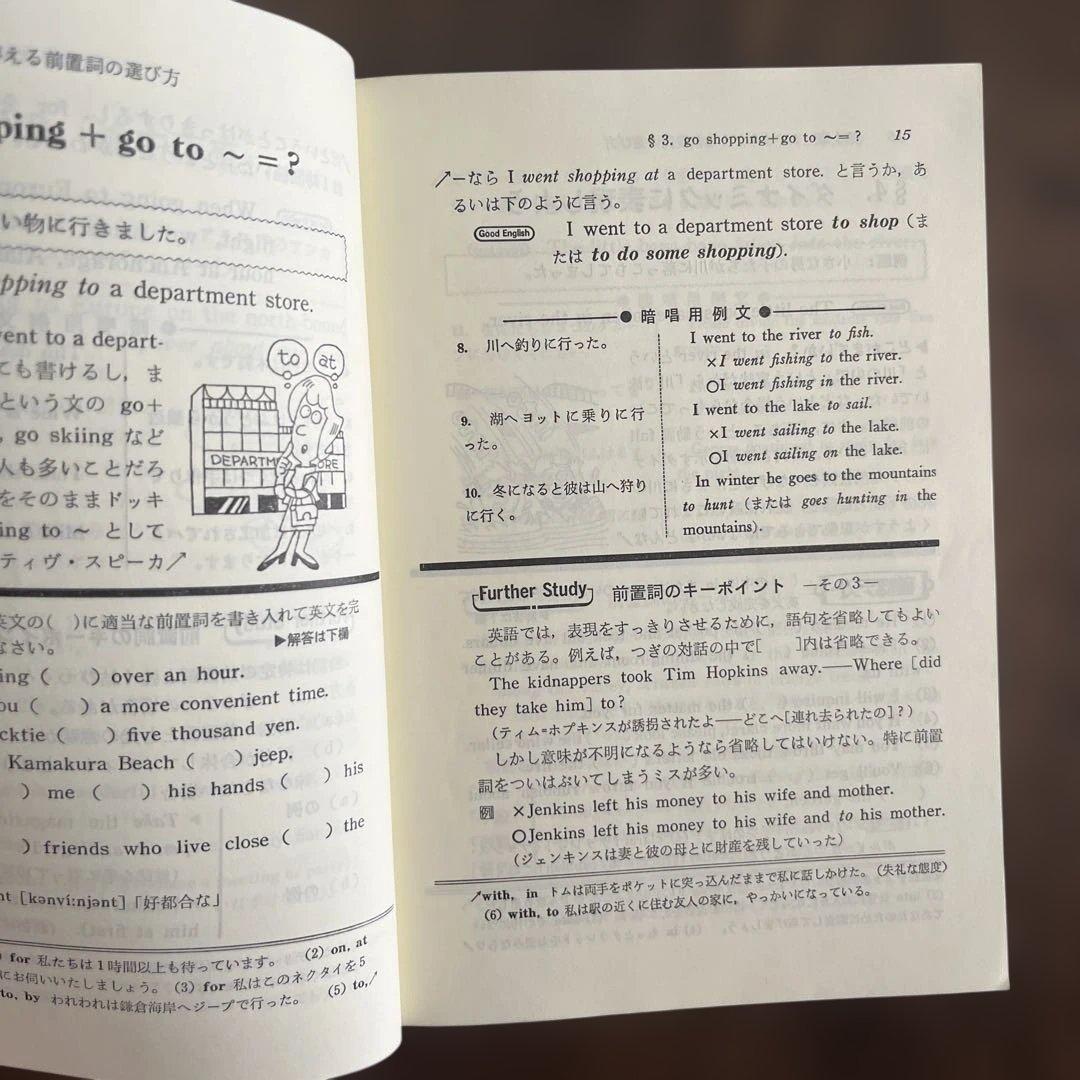 える前置詞の選び方
ping + go to ～ = ?
い物に行きました。
pping to a department store.
ent to a depart-
ても書けるし，ま
という文の go+
, go skiing など
人も多いことだろ
をそのままドッキ
ing to ～ として
ティヴ・スピーカ↗
to at
DEPARTM ORE
英文の(　)に適当な前置詞を書き入れて英文を完
なさい。
▶解答は下欄
ing (　) over an hour.
ou (　) a more convenient time.
cktie (　) five thousand yen.
Kamakura Beach (　) jeep.
) me (　) his hands (　) his
) friends who live close (　) the
nt [kənví:njənt]「好都合な」
for 私たちは1時間以上も待っています。 (2) on, at
にお伺いいたしましょう。 (3) for 私はこのネクタイを5
to, by われわれは鎌倉海岸へジープで行った。 (5) to,↗
§ 3. go shopping+go to ～= ? 15
↗ーなら I went shopping at a department store. と言うか，あ
るいは下のように言う。
Good English I went to a department store to shop (ま
たは to do some shopping).
●暗唱用例文●
8. 川へ釣りに行った。
I went to the river to fish.
×I went fishing to the river.
○I went fishing in the river.
9. 湖へヨットに乗りに行
った。
I went to the lake to sail.
×I went sailing to the lake.
○I went sailing on the lake.
10. 冬になると彼は山へ狩り
に行く。
In winter he goes to the mountains
to hunt (または goes hunting in the
mountains).
Further Study 前置詞のキーポイント —その3—
英語では，表現をすっきりさせるために，語句を省略してもよい
ことがある。例えば，つぎの対話の中で[　]内は省略できる。
The kidnappers took Tim Hopkins away.——Where [did
they take him] to?
(ティム=ホプキンスが誘拐されたよ——どこへ[連れ去られたの]？)
しかし意味が不明になるようなら省略してはいけない。特に前置
詞をついはぶいてしまうミスが多い。
例 ×Jenkins left his money to his wife and mother.
○Jenkins left his money to his wife and to his mother.
(ジェンキンスは妻と彼の母とに財産を残していった)
↗with, in トムは両手をポケットに突っ込んだままで私に話しかけた。(失礼な態度)
(6) with, to 私は駅の近くに住む友人の家に，やっかいになっている。